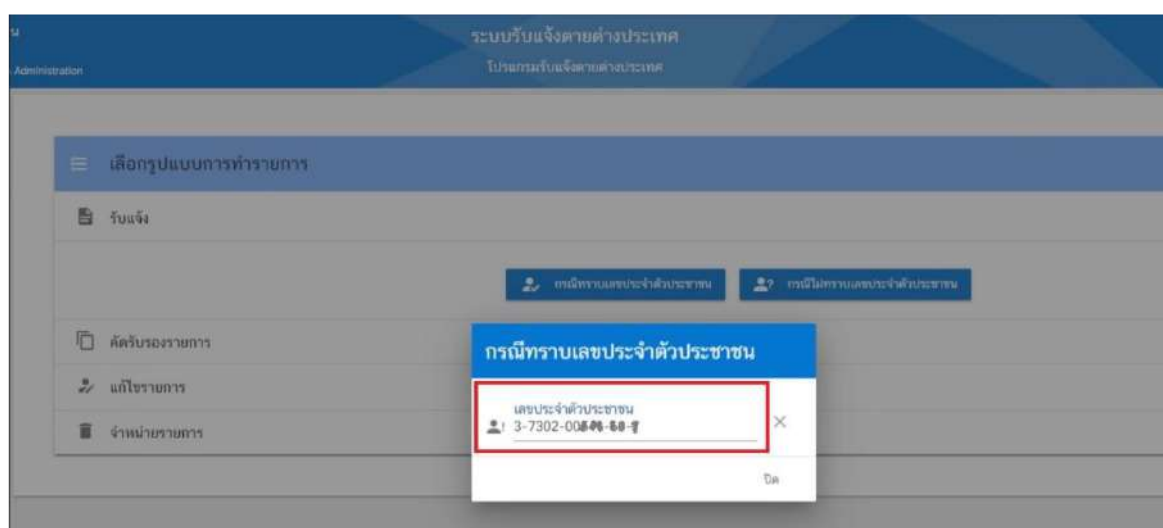 น
ระบบรับแจ้งตายต่างประเทศ
Administration
โปรแกรมรับแจ้งตายต่างประเทศ
เลือกรูปแบบการทำรายการ
รับแจ้ง
กรณีทราบเลขประจำตัวประชาชน
กรณีไม่ทราบเลขประจำตัวประชาชน
คัดรับรองรายการ
กรณีทราบเลขประจำตัวประชาชน
แก้ไขรายการ
เลขประจำตัวประชาชน
3-7302-00
จำหน่ายรายการ
ปิด